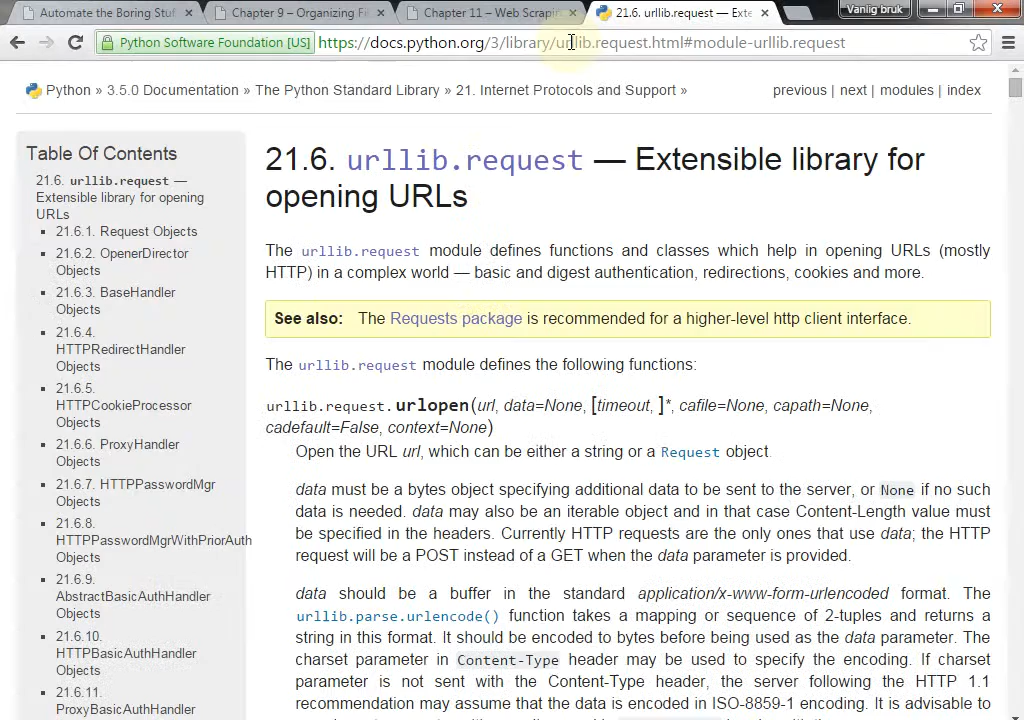 Automate the Boring Stuf
Chapter 9 – Organizing Fi
Chapter 11 – Web Scrapin
21.6. urllib.request — Exte
Vanlig bruk
Python Software Foundation [US]
https://docs.python.org/3/library/urllib.request.html#module-urllib.request
Python » 3.5.0 Documentation » The Python Standard Library » 21. Internet Protocols and Support »
previous | next | modules | index
Table Of Contents
21.6. urllib.request —
Extensible library for opening
URLs
21.6.1. Request Objects
21.6.2. OpenerDirector
Objects
21.6.3. BaseHandler
Objects
21.6.4.
HTTPRedirectHandler
Objects
21.6.5.
HTTPCookieProcessor
Objects
21.6.6. ProxyHandler
Objects
21.6.7. HTTPPasswordMgr
Objects
21.6.8.
HTTPPasswordMgrWithPriorAuth
Objects
21.6.9.
AbstractBasicAuthHandler
Objects
21.6.10.
HTTPBasicAuthHandler
Objects
21.6.11.
ProxyBasicAuthHandler
21.6. urllib.request — Extensible library for
opening URLs
The urllib.request module defines functions and classes which help in opening URLs (mostly
HTTP) in a complex world — basic and digest authentication, redirections, cookies and more.
See also: The Requests package is recommended for a higher-level http client interface.
The urllib.request module defines the following functions:
urllib.request.urlopen(url, data=None, [timeout, ]*, cafile=None, capath=None,
cadefault=False, context=None)
Open the URL url, which can be either a string or a Request object.
data must be a bytes object specifying additional data to be sent to the server, or None if no such
data is needed. data may also be an iterable object and in that case Content-Length value must
be specified in the headers. Currently HTTP requests are the only ones that use data; the HTTP
request will be a POST instead of a GET when the data parameter is provided.
data should be a buffer in the standard application/x-www-form-urlencoded format. The
urllib.parse.urlencode() function takes a mapping or sequence of 2-tuples and returns a
string in this format. It should be encoded to bytes before being used as the data parameter. The
charset parameter in Content-Type header may be used to specify the encoding. If charset
parameter is not sent with the Content-Type header, the server following the HTTP 1.1
recommendation may assume that the data is encoded in ISO-8859-1 encoding. It is advisable to